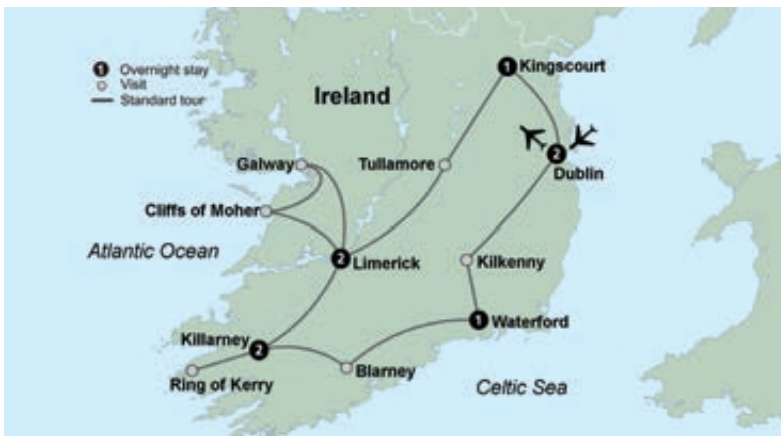 1 Overnight stay
Visit
Standard tour
Ireland
1 Kingscourt
Galway
Tullamore
2
Dublin
Cliffs of Moher
Atlantic Ocean
2
Limerick
Kilkenny
1 Waterford
Killarney
2
Ring of Kerry
Blarney
Celtic Sea